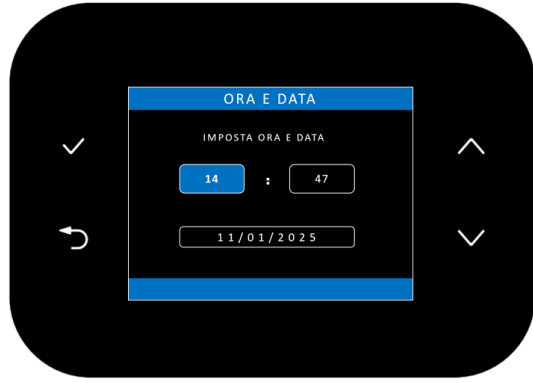 ORA E DATA
IMPOSTA ORA E DATA
14 : 47
11/01/2025